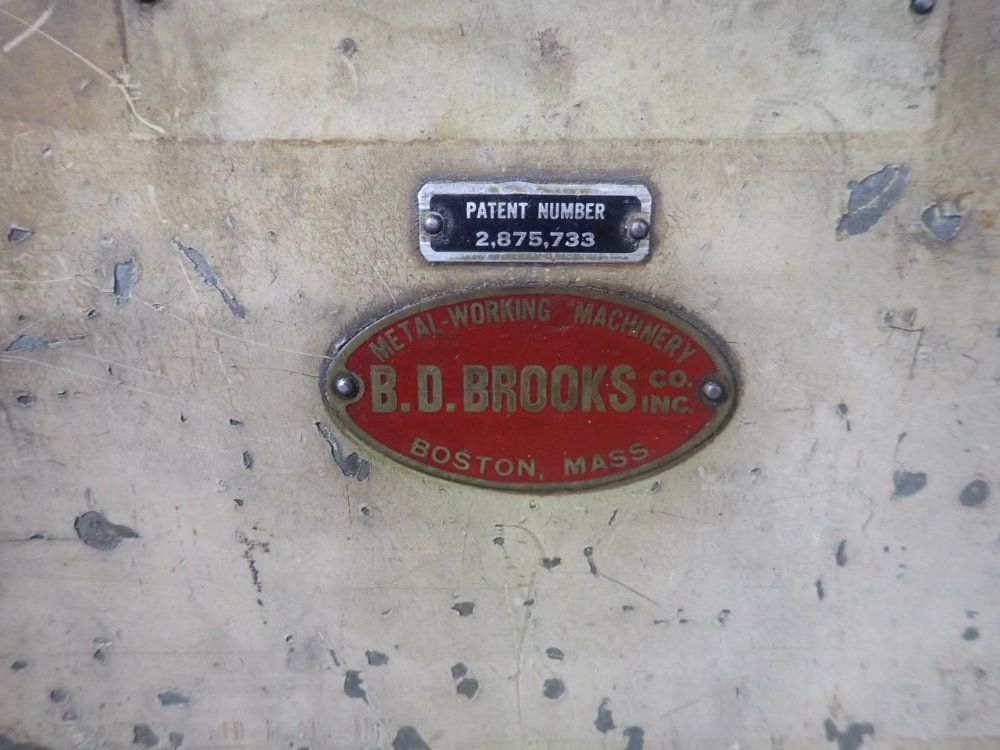 PATENT NUMBER
2,875,733
METAL-WORKING MACHINERY
B.D. BROOKS CO. INC.
BOSTON, MASS.